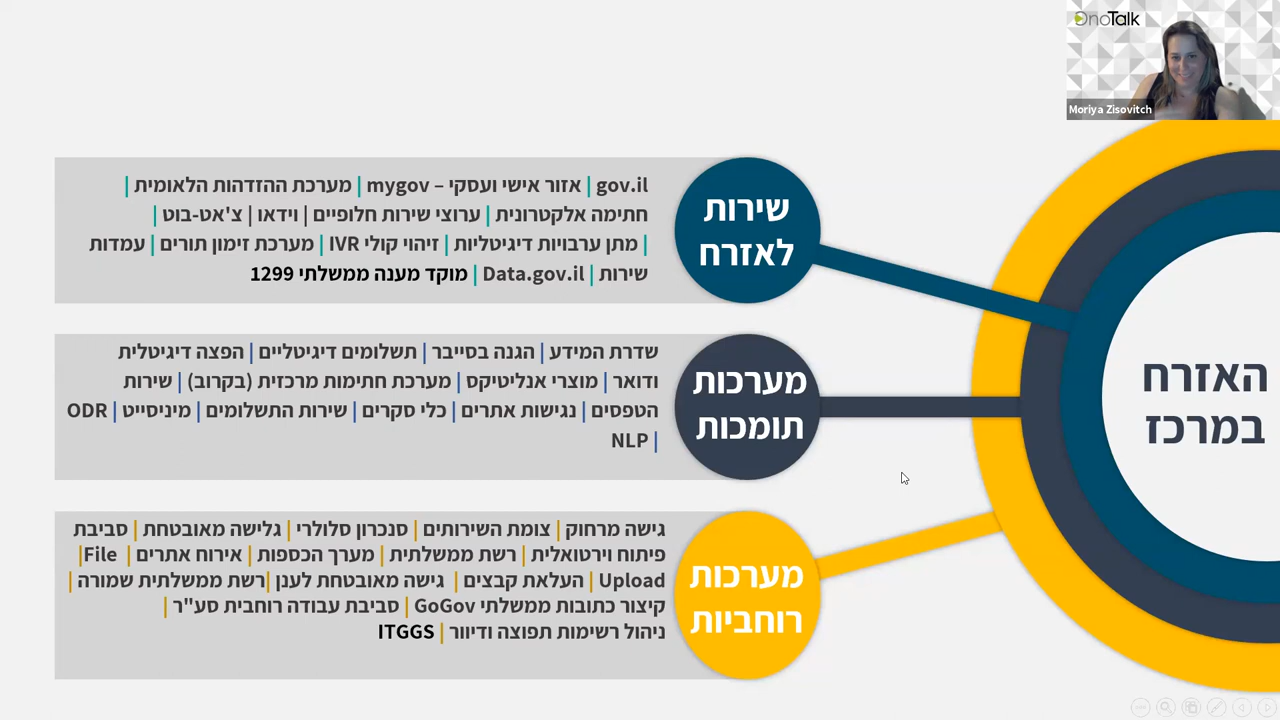 OnoTalk
Moriya Zisovitch
האזרח
במרכז
שירות
לאזרח
gov.il | אזור אישי ועסקי – mygov | מערכת ההזדהות הלאומית |
חתימה אלקטרונית | ערוצי שירות חלופיים | וידאו | צ'אט-בוט |
| מתן ערבויות דיגיטליות | זיהוי קולי IVR | מערכת זימון תורים | עמדות
שירות | Data.gov.il | מוקד מענה ממשלתי 1299
מערכות
תומכות
שדרת המידע | הגנה בסייבר | תשלומים דיגיטליים | הפצה דיגיטלית
ודואר | מוצרי אנליטיקס | מערכת חתימות מרכזית (בקרוב) | שירות
הטפסים | נגישות אתרים | כלי סקרים | שירות התשלומים | מיניסייט | ODR
| NLP
מערכות
רוחביות
גישה מרחוק | צומת השירותים | סנכרון סלולרי | גלישה מאובטחת | סביבת
פיתוח וירטואלית | רשת ממשלתית | מערך הכספות | אירוח אתרים | File|
Upload | העלאת קבצים | גישה מאובטחת לענן |רשת ממשלתית שמורה |
קיצור כתובות ממשלתי GoGov | סביבת עבודה רוחבית סע"ר |
ניהול רשימות תפוצה ודיוור | ITGGS